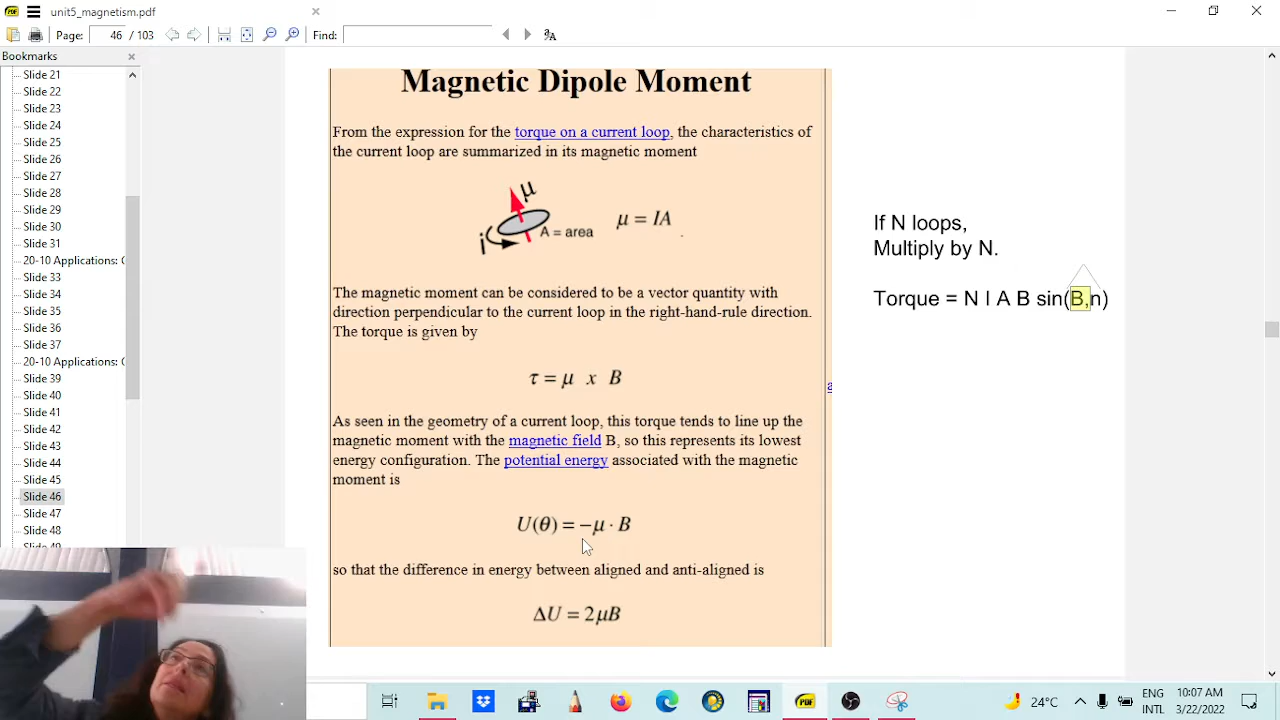 unit5_magnetism.pdf
Page: 46 / 103 Find:
Bookmarks
Slide 21
Slide 22
Slide 23
Slide 24
Slide 25
Slide 26
Slide 27
Slide 28
Slide 29
Slide 30
Slide 31
20-10 Applications: G
Slide 33
Slide 34
Slide 35
Slide 36
Slide 37
20-10 Applications: G
Slide 39
Slide 40
Slide 41
Slide 42
Slide 43
Slide 44
Slide 45
Slide 46
Slide 47
Slide 48
Slide 49
Magnetic Dipole Moment
From the expression for the torque on a current loop, the characteristics of
the current loop are summarized in its magnetic moment
μ
i
A = area
μ = IA
.
The magnetic moment can be considered to be a vector quantity with
direction perpendicular to the current loop in the right-hand-rule direction.
The torque is given by
τ = μ x B
As seen in the geometry of a current loop, this torque tends to line up the
magnetic moment with the magnetic field B, so this represents its lowest
energy configuration. The potential energy associated with the magnetic
moment is
U(θ) = −μ · B
so that the difference in energy between aligned and anti-aligned is
ΔU = 2μB
If N loops,
Multiply by N.
Torque = N I A B sin(B,n)
24°C
ENG
INTL
10:07 AM
3/22/2022